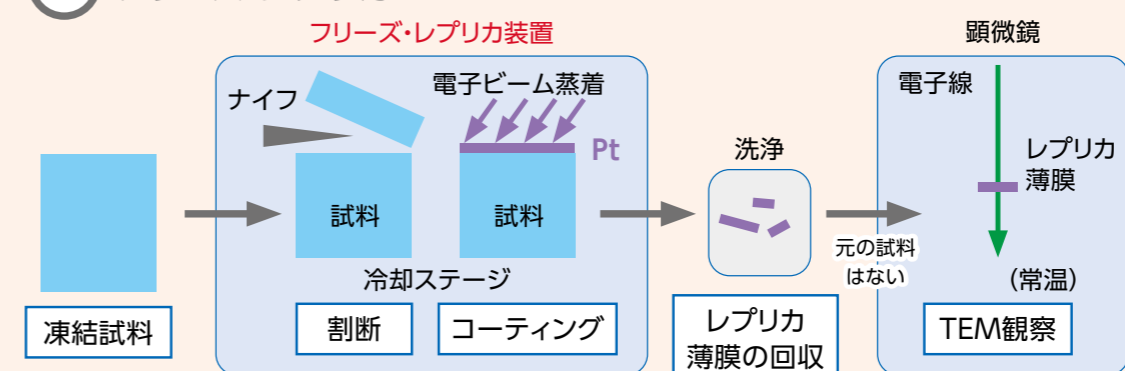 フリーズ・レプリカ装置
顕微鏡
ナイフ
電子ビーム蒸着
Pt
試料
試料
冷却ステージ
洗浄
電子線
レプリカ
薄膜
元の試料
はない
(常温)
凍結試料
割断
コーティング
レプリカ
薄膜の回収
TEM観察